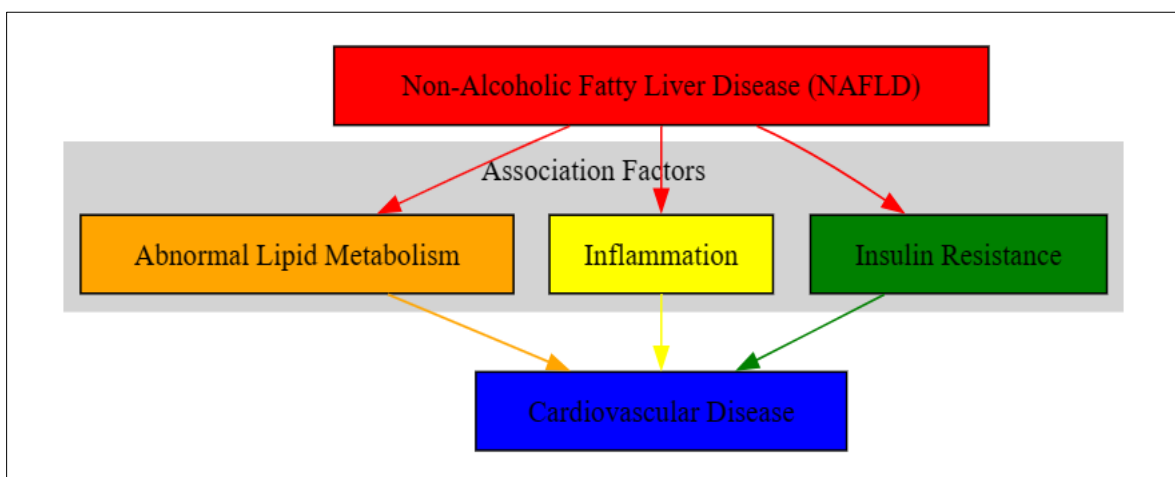 Non-Alcoholic Fatty Liver Disease (NAFLD)
Association Factors
Abnormal Lipid Metabolism
Inflammation
Insulin Resistance
Cardiovascular Disease